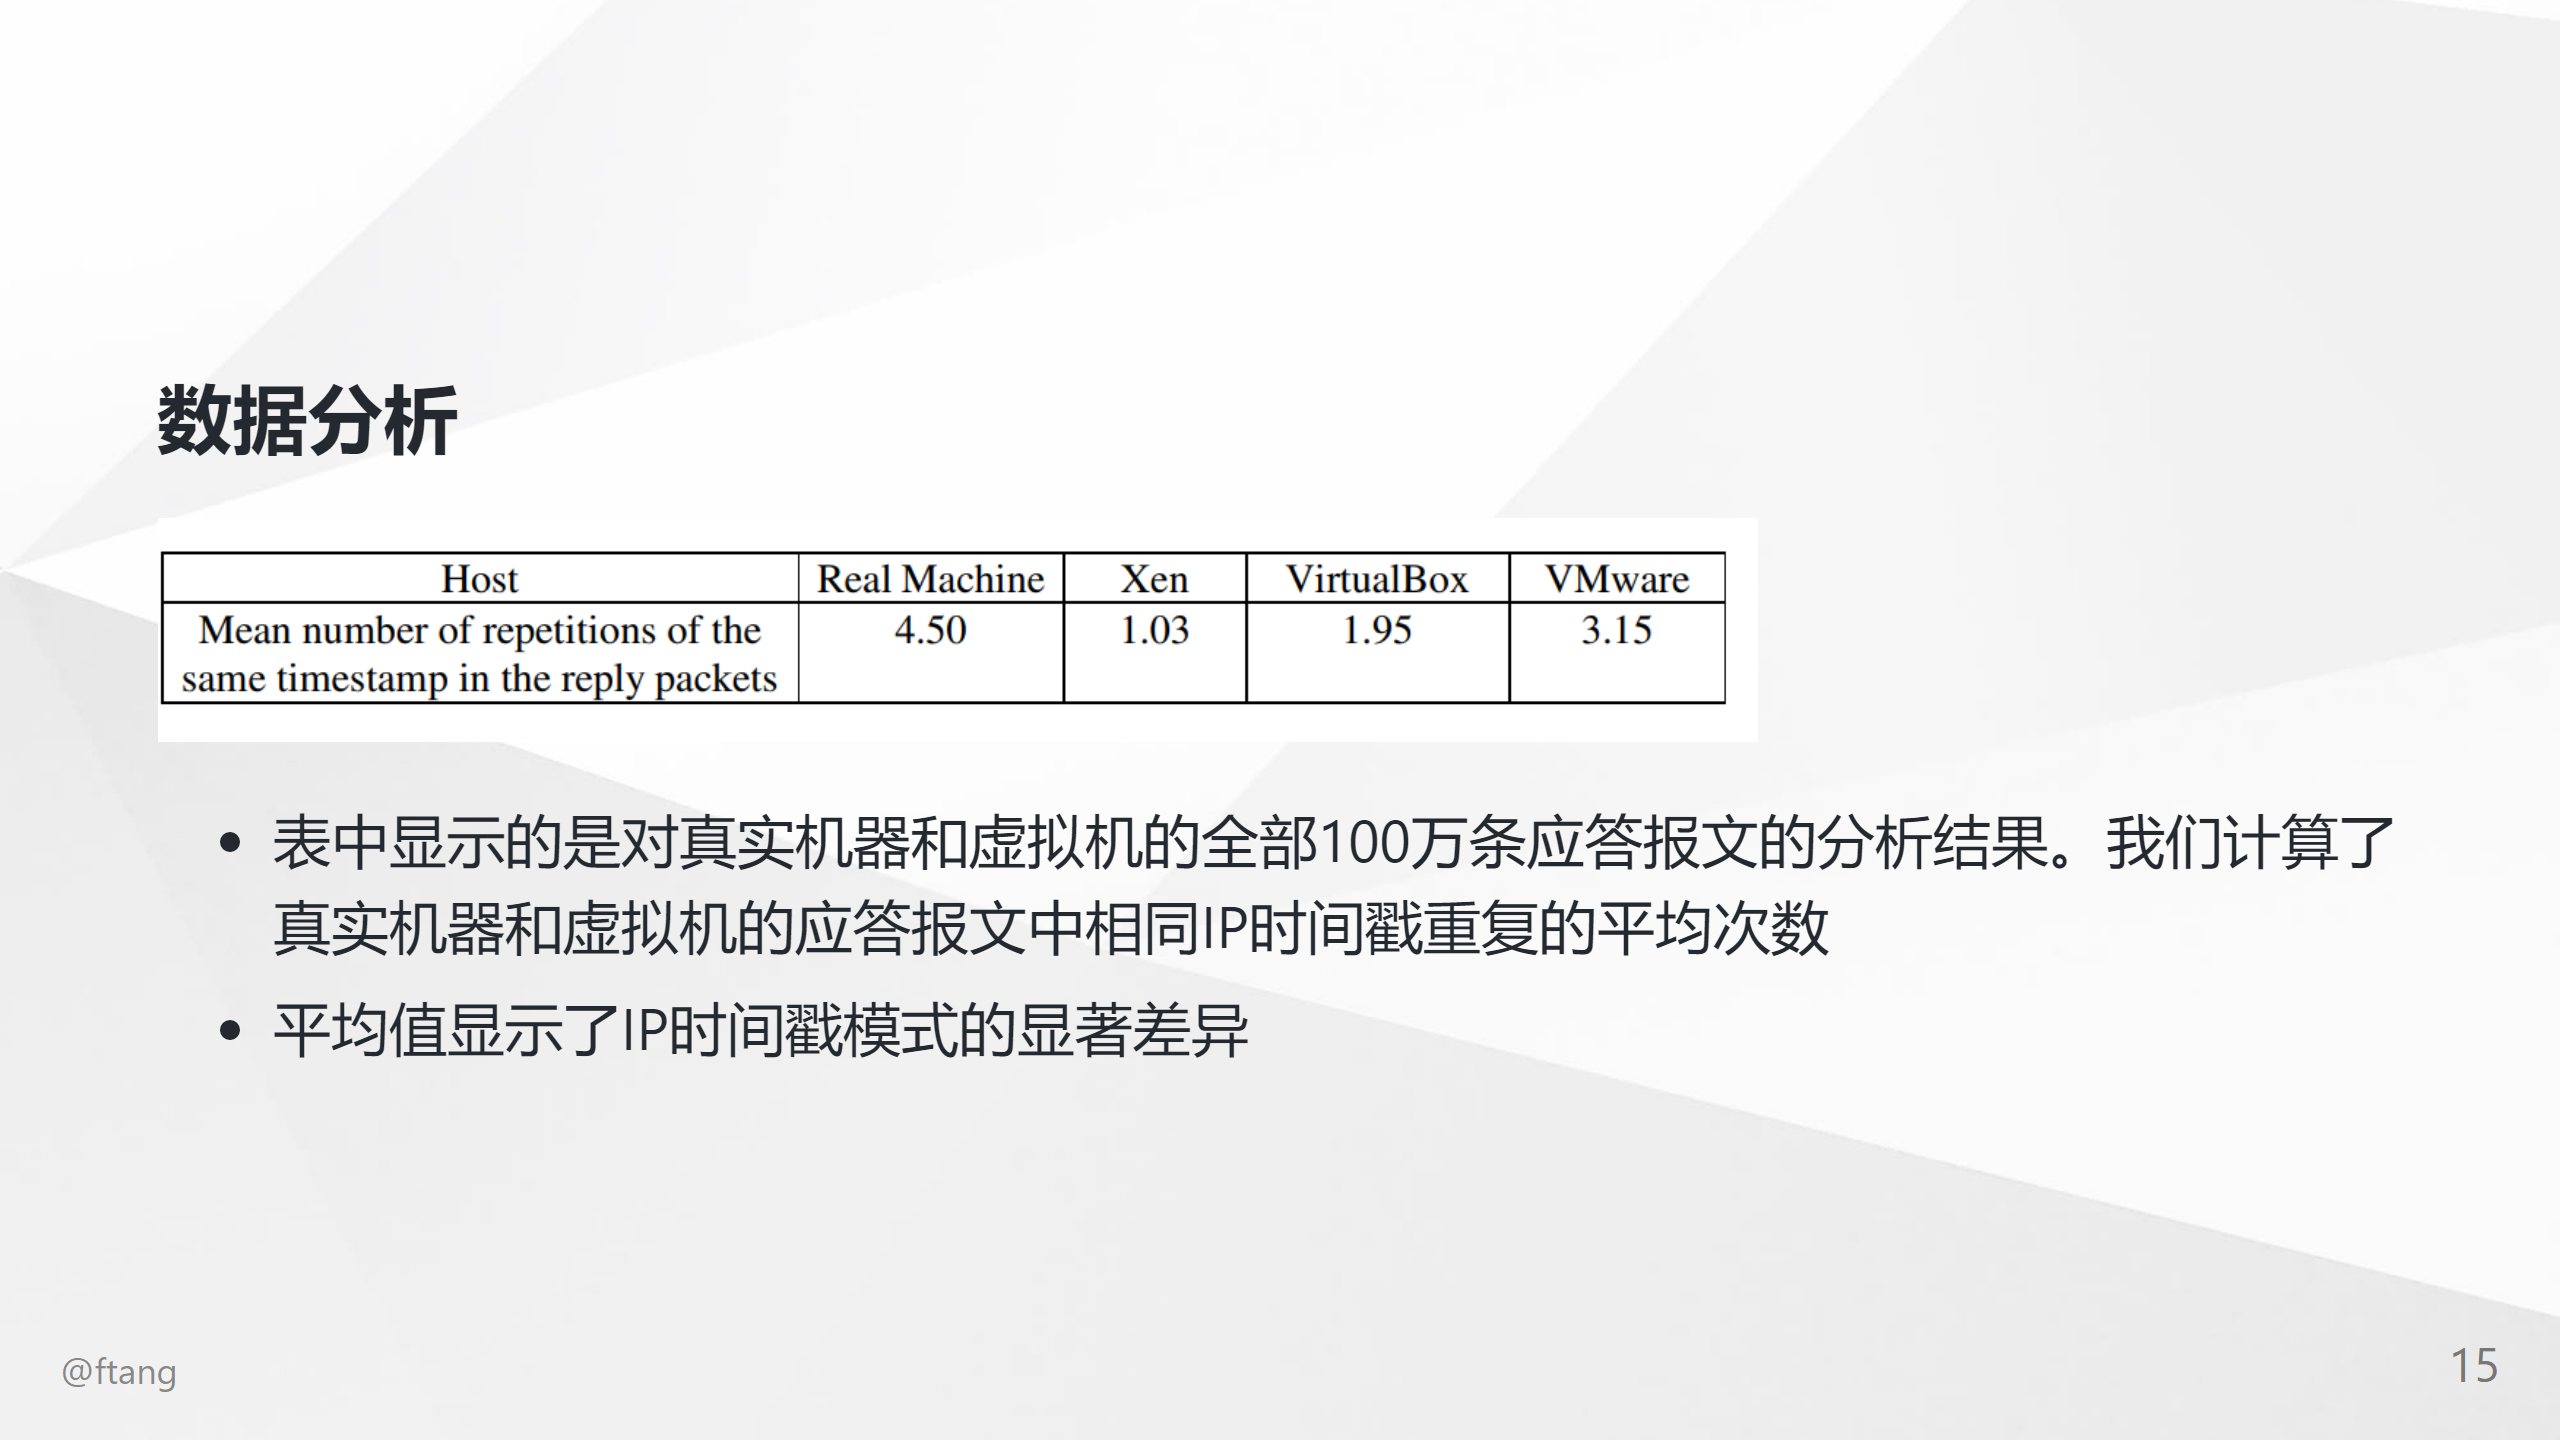 数据分析
Host Real Machine Xen VirtualBox VMware
Mean number of repetitions of the 4.50 1.03 1.95 3.15
same timestamp in the reply packets
• 表中显示的是对真实机器和虚拟机的全部100万条应答报文的分析结果。我们计算了
真实机器和虚拟机的应答报文中相同IP时间戳重复的平均次数
• 平均值显示了IP时间戳模式的显著差异
@ftang
15